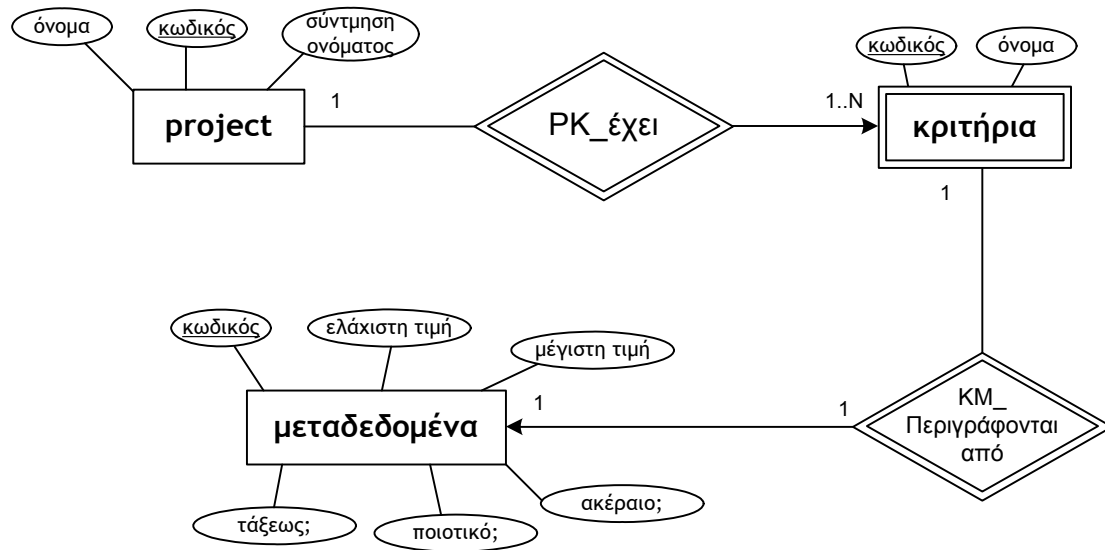 όνομα
κωδικός
σύντμηση
ονόματος
project
1
PK_έχει
1..N
κωδικός
όνομα
κριτήρια
1
κωδικός
ελάχιστη τιμή
μέγιστη τιμή
μεταδεδομένα
1
1
KM_
Περιγράφονται
από
τάξεως;
ποιοτικό;
ακέραιο;